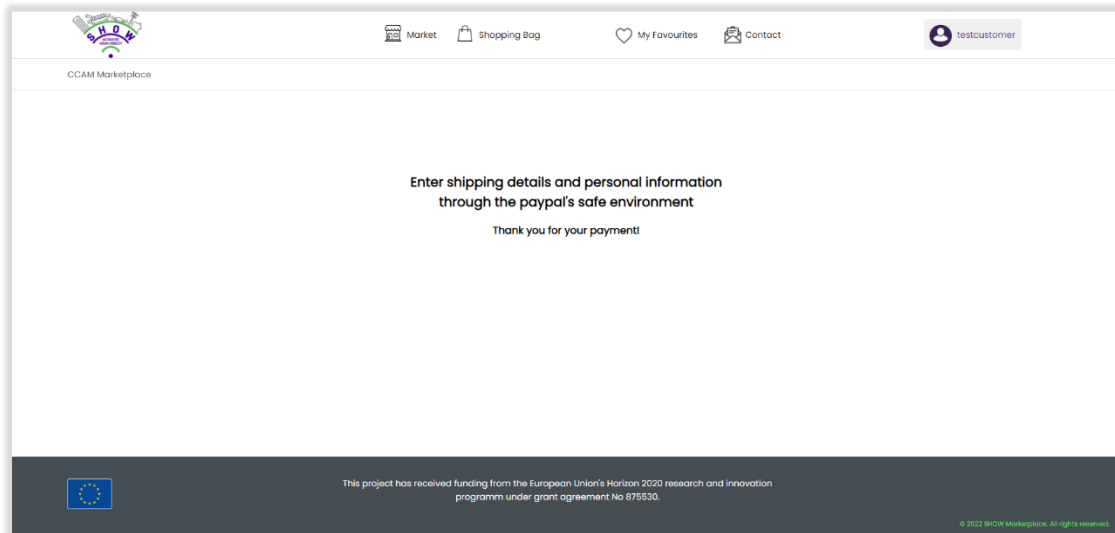 SHOW
Market
Shopping Bag
My Favourites
Contact
testcustomer
CCAM Marketplace
Enter shipping details and personal information
through the paypal's safe environment
Thank you for your payment!
This project has received funding from the European Union's Horizon 2020 research and innovation
programm under grant agreement No 875530.
© 2022 SHOW Marketplace. All rights reserved.